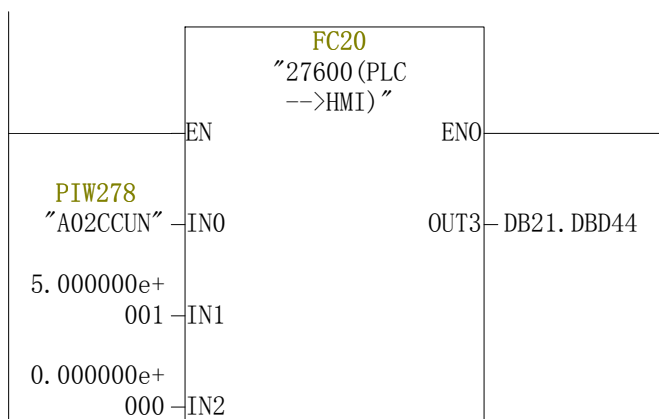 FC20
"27600(PLC
-->HMI)"
EN
ENO
PIW278
"A02CCUN"
IN0
OUT3
DB21.DBD44
5.000000e+
001
IN1
0.000000e+
000
IN2